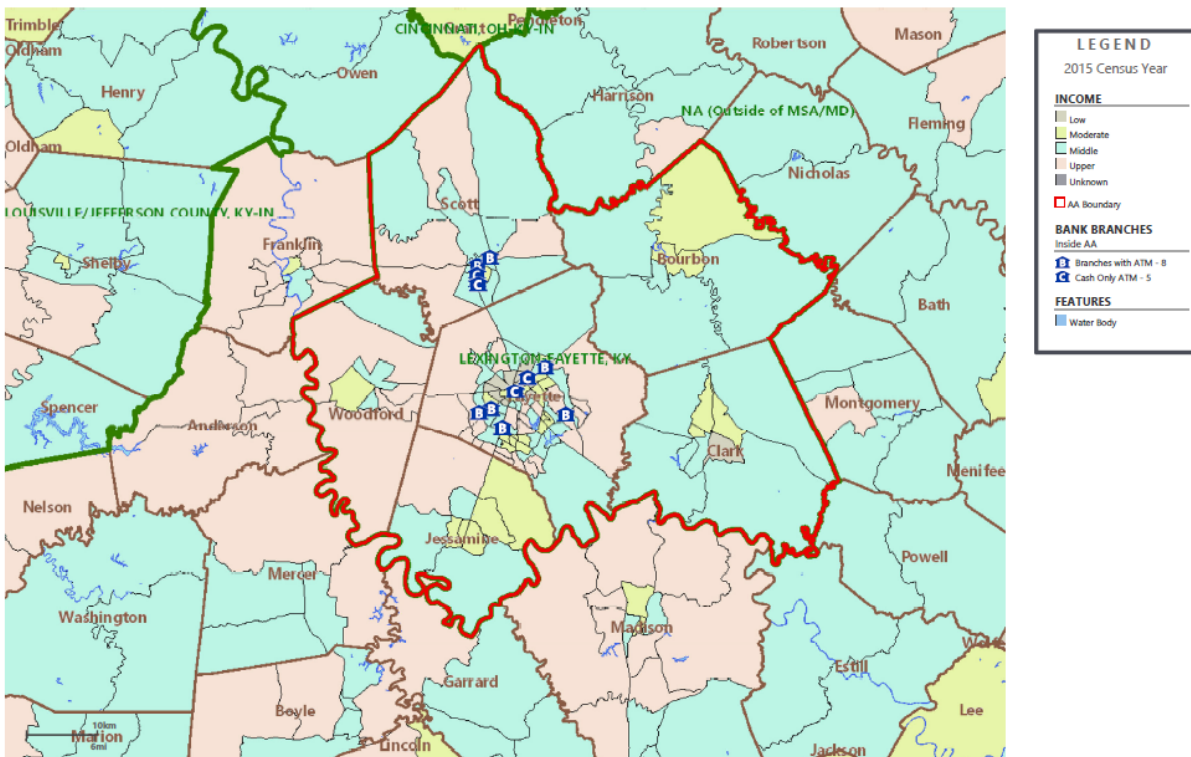 Trimble
CINCINNATI, OH-KY-IN
Pendleton
Mason
Oldham
Owen
Robertson
Henry
Harrison
NA (Outside of MSA/MD)
Fleming
Oldham
Nicholas
Scott
LOUISVILLE/JEFFERSON COUNTY, KY-IN
Franklin
Shelby
Bourbon
Bath
LEXINGTON-FAYETTE, KY
Spencer
Woodford
Montgomery
Anderson
Clark
Menifee
Nelson
Jessamine
Powell
Mercer
Washington
Madison
Estill
Garrard
Boyle
Lee
10km
6mi
Marion
Lincoln
Jackson
B
C
B
C
C
B
B
B
B
LEGEND
2015 Census Year
INCOME
Low
Moderate
Middle
Upper
Unknown
AA Boundary
BANK BRANCHES
Inside AA
B Branches with ATM - 8
C Cash Only ATM - 5
FEATURES
Water Body